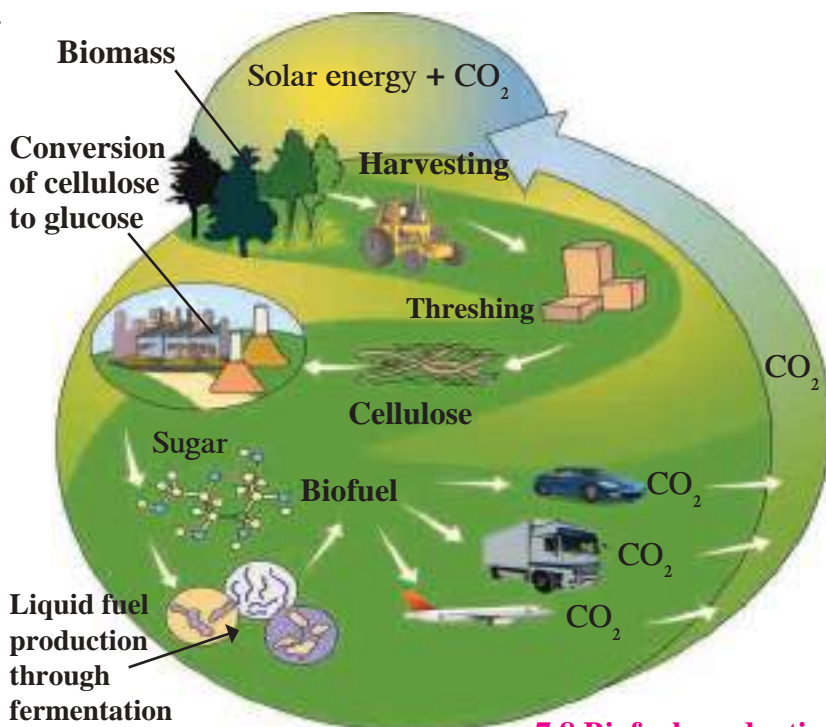 Biomass
Solar energy + CO₂
Conversion
of cellulose
to glucose
Harvesting
Threshing
CO₂
Cellulose
Sugar
Biofuel
CO₂
CO₂
CO₂
Liquid fuel
production
through
fermentation